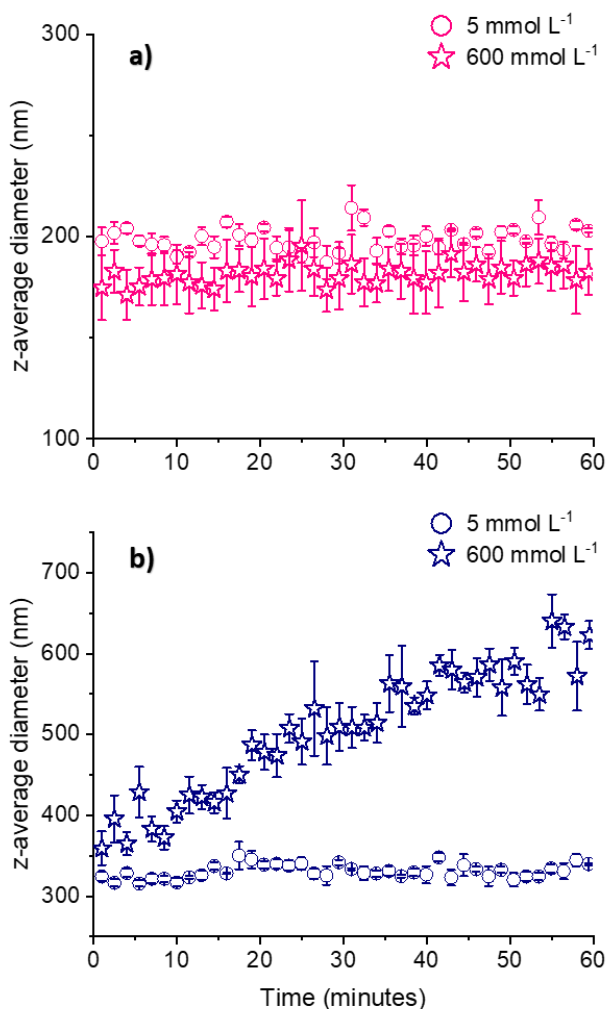 a)
5 mmol L⁻¹
600 mmol L⁻¹
z-average diameter (nm)
300
200
100
0 10 20 30 40 50 60
b)
5 mmol L⁻¹
600 mmol L⁻¹
z-average diameter (nm)
700
600
500
400
300
0 10 20 30 40 50 60
Time (minutes)